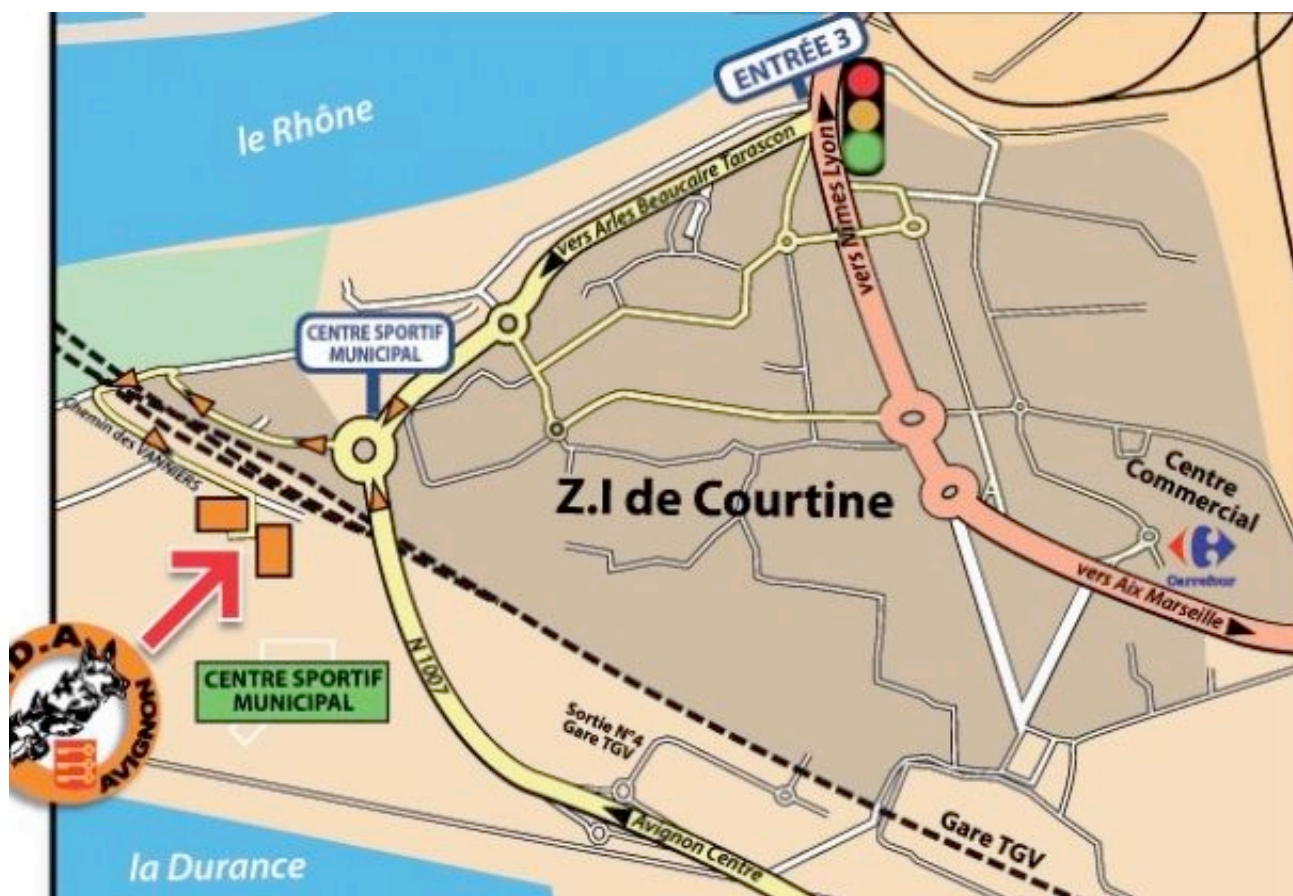 ENTRÉE 3
le Rhône
vers Arles Beaucaire Tarascon
vers Nimes Lyon
CENTRE SPORTIF
MUNICIPAL
Chemin des VANNIERS
Z.I de Courtine
Centre
Commercial
Carrefour
vers Aix Marseille
N 1007
.D.A
AVIGNON
CENTRE SPORTIF
MUNICIPAL
Sortie N°4
Gare TGV
Avignon Centre
Gare TGV
la Durance